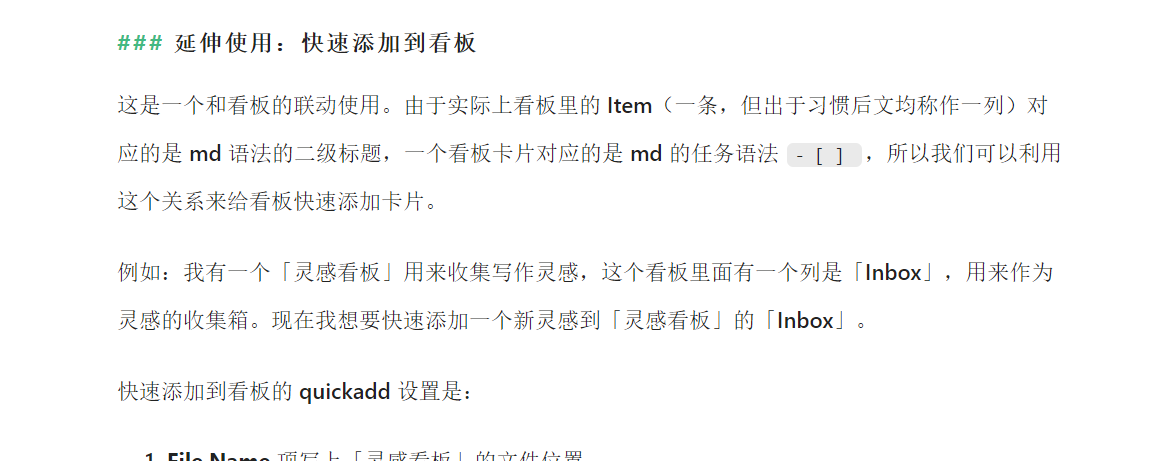 ### 延伸使用：快速添加到看板
这是一个和看板的联动使用。由于实际上看板里的 Item（一条，但出于习惯后文均称作一列）对
应的是 md 语法的二级标题，一个看板卡片对应的是 md 的任务语法 - [ ] ，所以我们可以利用
这个关系来给看板快速添加卡片。
例如：我有一个「灵感看板」用来收集写作灵感，这个看板里面有一个列是「Inbox」，用来作为
灵感的收集箱。现在我想要快速添加一个新灵感到「灵感看板」的「Inbox」。
快速添加到看板的 quickadd 设置是：
1. File Name 项写上「灵感看板」的文件位置